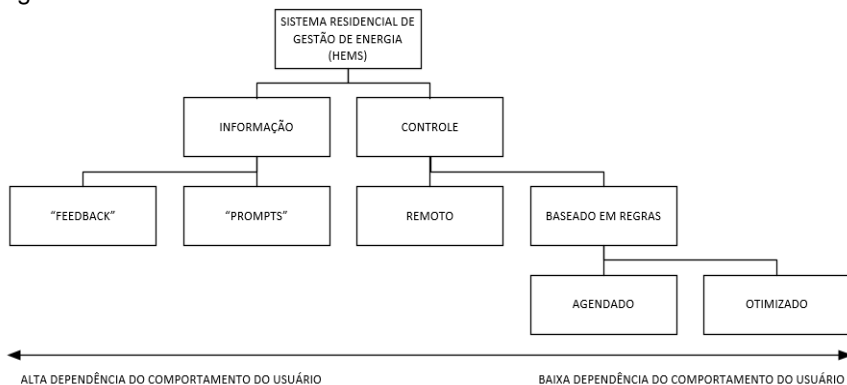 SISTEMA RESIDENCIAL DE
GESTÃO DE ENERGIA
(HEMS)
INFORMAÇÃO
CONTROLE
"FEEDBACK"
"PROMPTS"
REMOTO
BASEADO EM REGRAS
AGENDADO
OTIMIZADO
ALTA DEPENDÊNCIA DO COMPORTAMENTO DO USUÁRIO
BAIXA DEPENDÊNCIA DO COMPORTAMENTO DO USUÁRIO